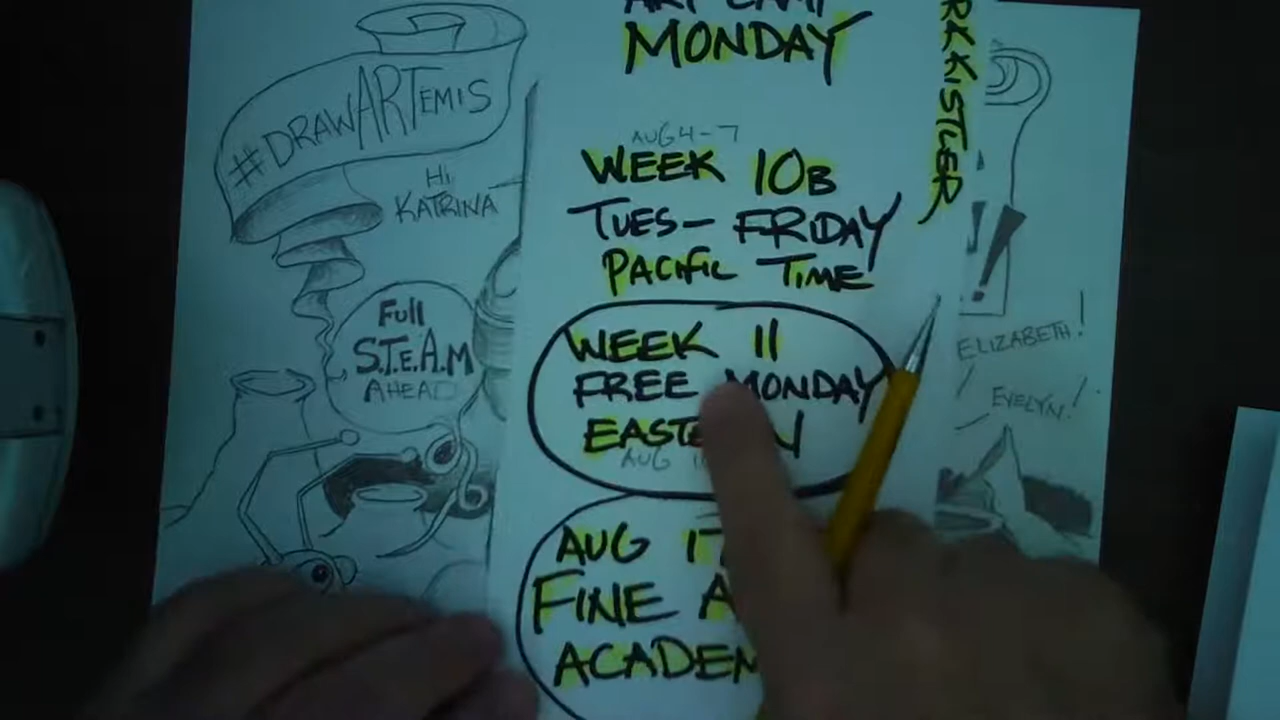 #DRAWARTEMIS
HI
KATRINA
Full
S.T.E.A.M
AHEAD
MONDAY
AUG 4-7
WEEK 10B
TUES- FRIDAY
PACIFIC TIME
WEEK 11
FREE MONDAY
AUG
AUG
FINE
ELIZABETH!
EVELYN!